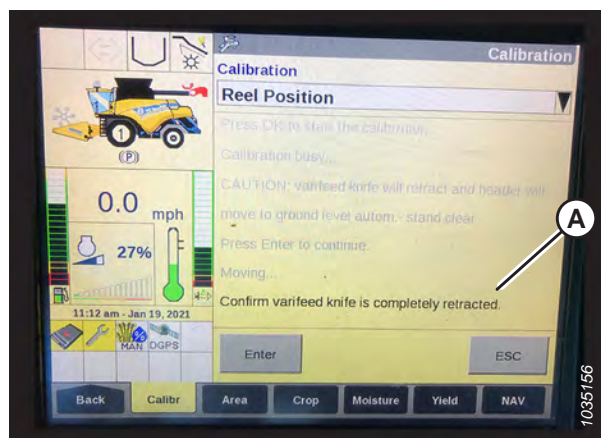 Calibration
Calibration
Reel Position
Press OK to start the calibration.
Calibration busy...
CAUTION: varifeed knife will retract and header will
move to ground level autom.- stand clear
Press Enter to continue.
Moving...
Confirm varifeed knife is completely retracted.
A
1
(P)
0.0 mph
27%
11:12 am - Jan 19, 2021
MAN DGPS
Enter
ESC
Back
Calibr
Area
Crop
Moisture
Yield
NAV
1035156